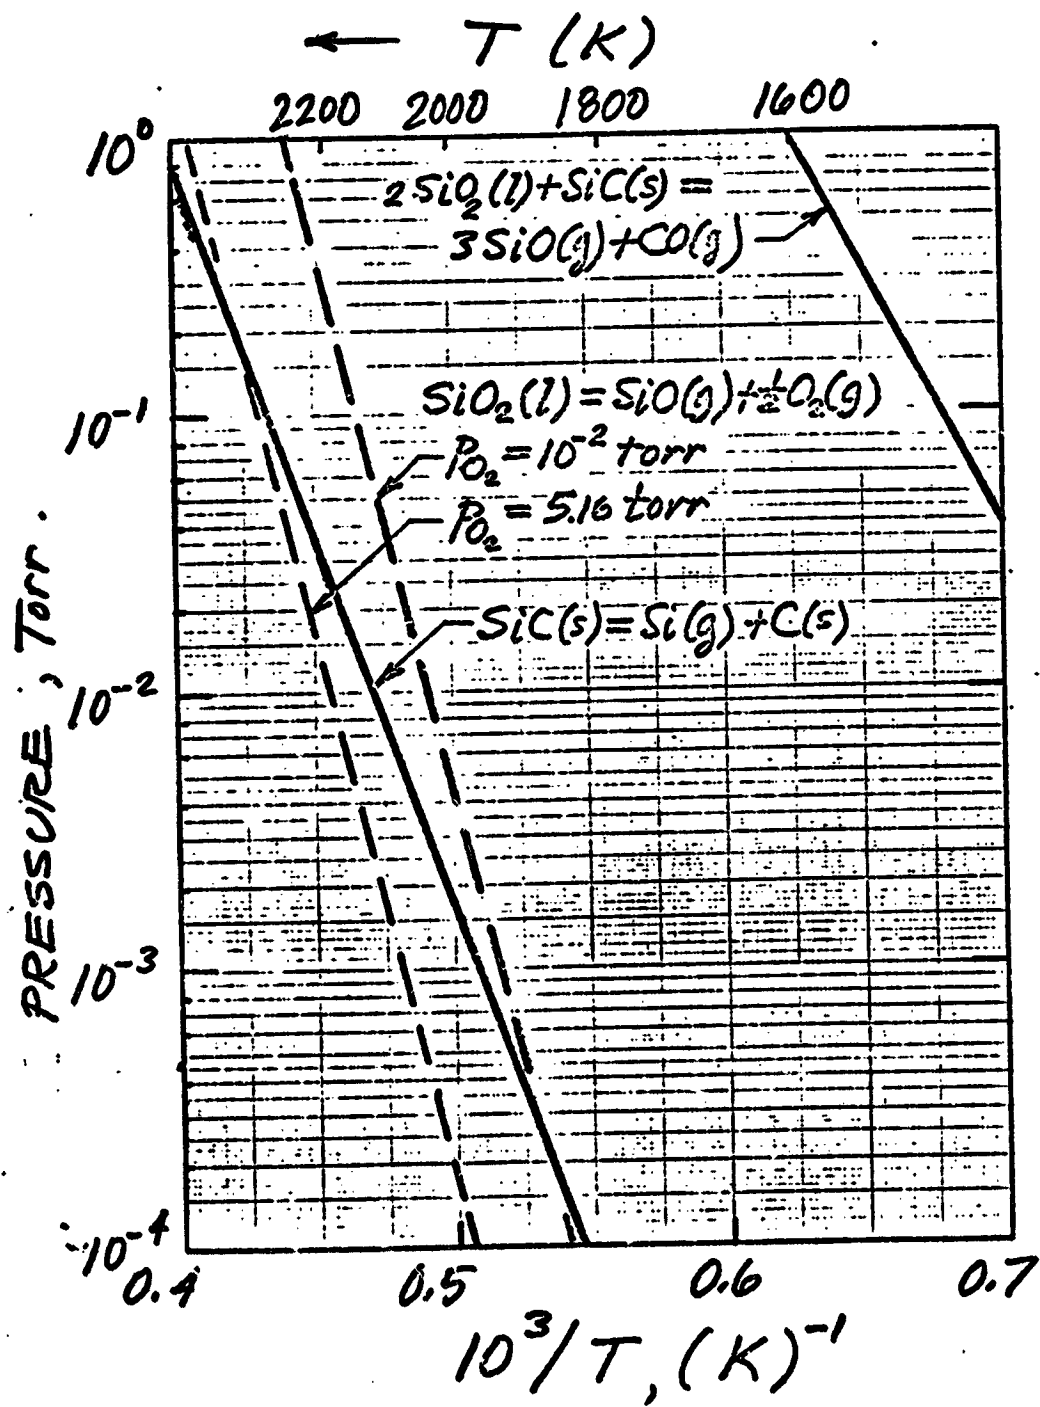 ← T (K)
2200 2000 1800 1600
10⁰
2SiO₂(l)+SiC(s) =
3SiO(g)+CO(g)
SiO₂(l) = SiO(g)+½O₂(g)
10⁻¹
pO₂ = 10⁻² torr
pO₂ = 5.16 torr
SiC(s) = Si(g) + C(s)
10⁻²
10⁻³
10⁻⁴
PRESSURE, Torr.
0.4 0.5 0.6 0.7
10³/T, (K)⁻¹